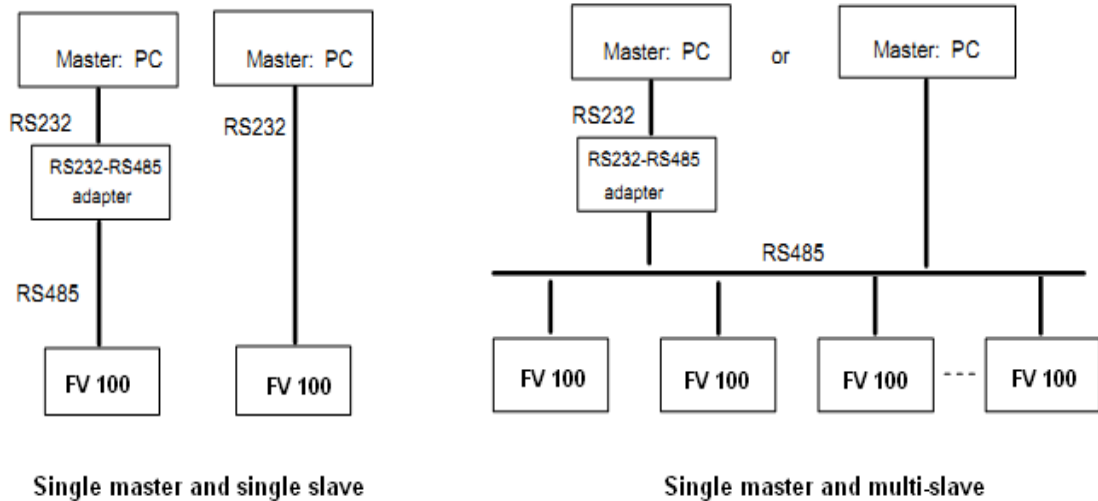 Master: PC
RS232
RS232-RS485
adapter
RS485
FV 100
Master: PC
RS232
FV 100
Single master and single slave
Master: PC
or
Master: PC
RS232
RS232-RS485
adapter
RS485
FV 100
FV 100
FV 100
---
FV 100
Single master and multi-slave